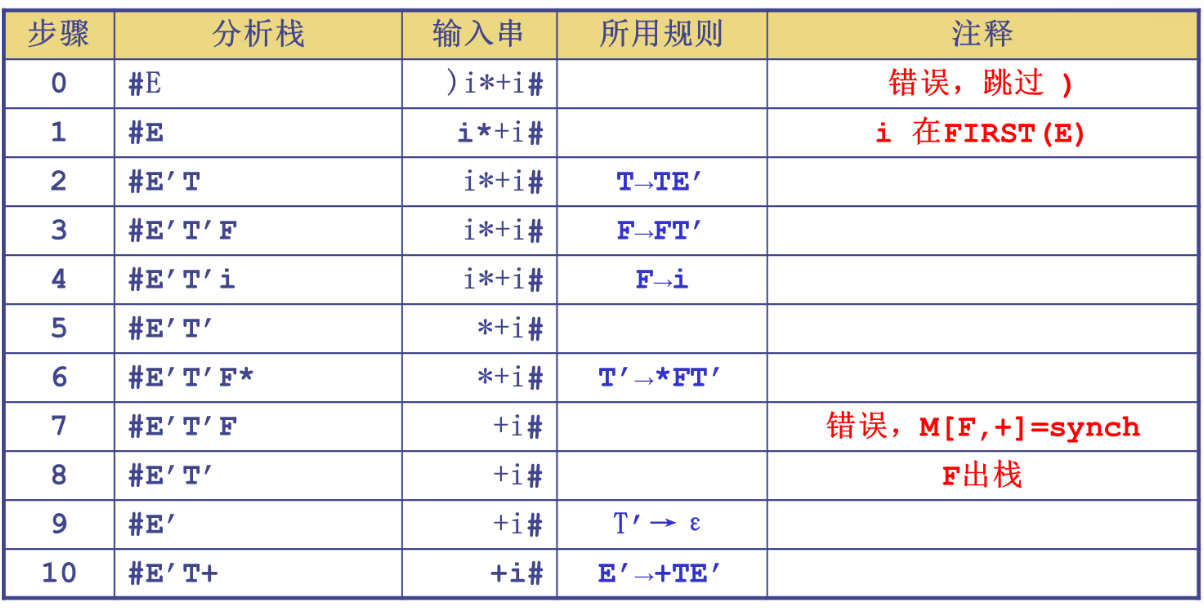 步骤 分析栈 输入串 所用规则 注释
0 #E )i*+i# 错误，跳过 )
1 #E i*+i# i 在FIRST(E)
2 #E′T i*+i# T→TE′
3 #E′T′F i*+i# F→FT′
4 #E′T′i i*+i# F→i
5 #E′T′ *+i#
6 #E′T′F* *+i# T′→*FT′
7 #E′T′F +i# 错误，M[F,+]=synch
8 #E′T′ +i# F出栈
9 #E′ +i# T′→ ε
10 #E′T+ +i# E′→+TE′